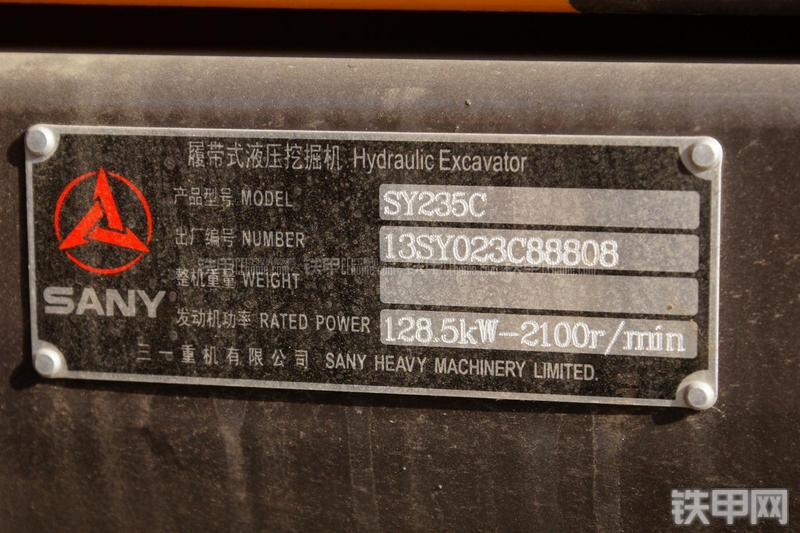 履带式液压挖掘机 Hydraulic Excavator
产品型号 MODEL SY235C
出厂编号 NUMBER 13SY023C88808
整机重量 WEIGHT
发动机功率 RATED POWER 128.5kW-2100r/min
三一重机有限公司 SANY HEAVY MACHINERY LIMITED.
SANY
铁甲网